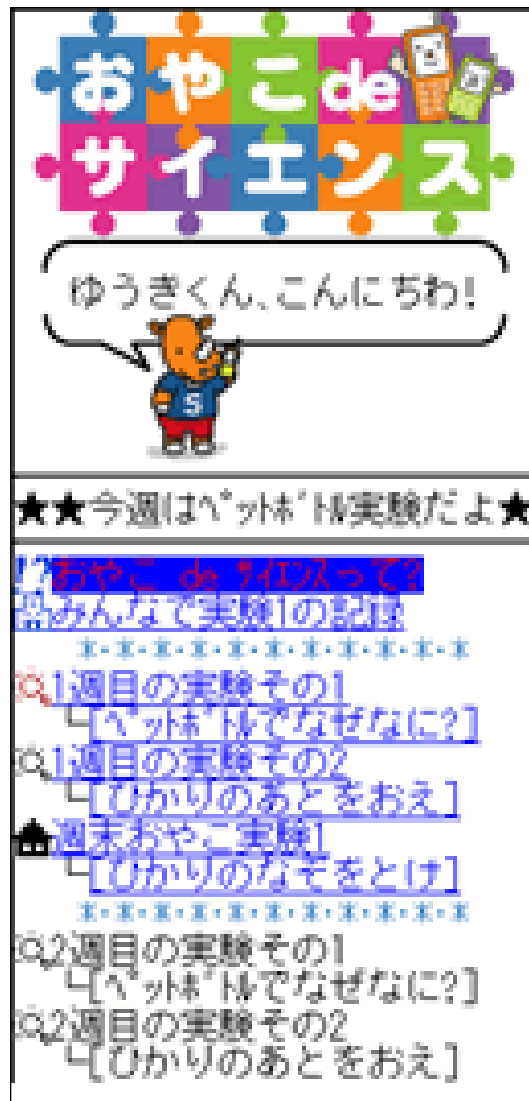 おやこde
サイエンス
ゆうきくん、こんにちわ!
S
★★今週はペットボトル実験だよ★
おやこ de サイエンスって?
みんなで実験1の記録
*・*・*・*・*・*・*・*・*・*
1週目の実験その1
└[ペットボトルでなぜなに?]
1週目の実験その2
└[ひかりのあとをおえ]
週末おやこ実験1
└[ひかりのなぞをとけ]
*・*・*・*・*・*・*・*・*・*
2週目の実験その1
└[ペットボトルでなぜなに?]
2週目の実験その2
└[ひかりのあとをおえ]